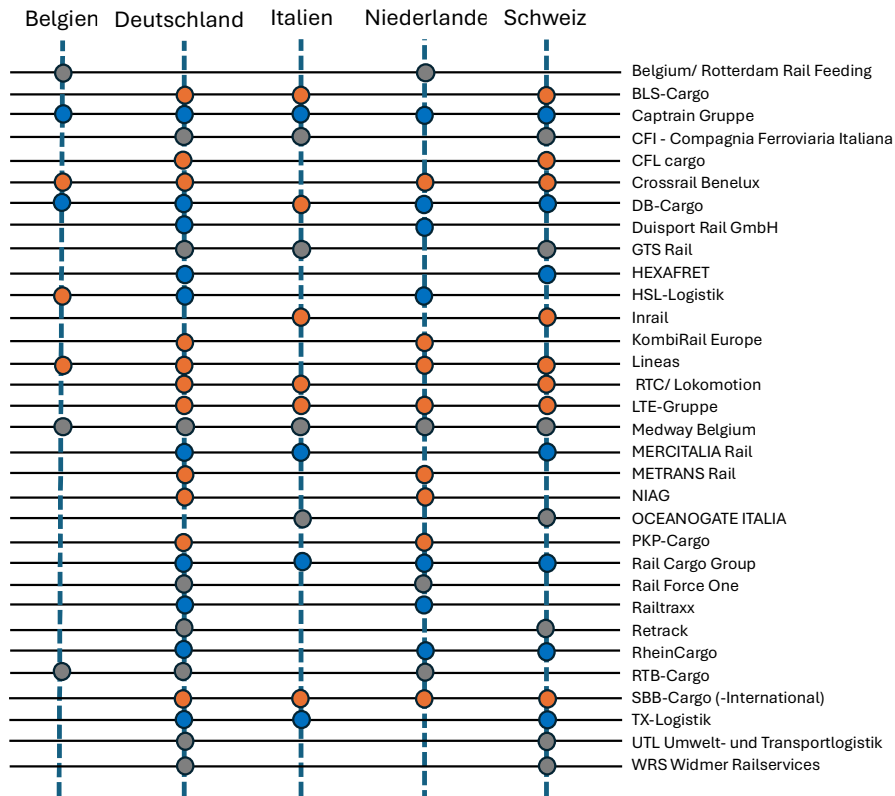 Belgien Deutschland Italien Niederlande Schweiz
Belgium/ Rotterdam Rail Feeding
BLS-Cargo
Captrain Gruppe
CFI - Compagnia Ferroviaria Italiana
CFL cargo
Crossrail Benelux
DB-Cargo
Duisport Rail GmbH
GTS Rail
HEXAFRET
HSL-Logistik
Inrail
KombiRail Europe
Lineas
RTC/ Lokomotion
LTE-Gruppe
Medway Belgium
MERCITALIA Rail
METRANS Rail
NIAG
OCEANOGATE ITALIA
PKP-Cargo
Rail Cargo Group
Rail Force One
Railtraxx
Retrack
RheinCargo
RTB-Cargo
SBB-Cargo (-International)
TX-Logistik
UTL Umwelt- und Transportlogistik
WRS Widmer Railservices